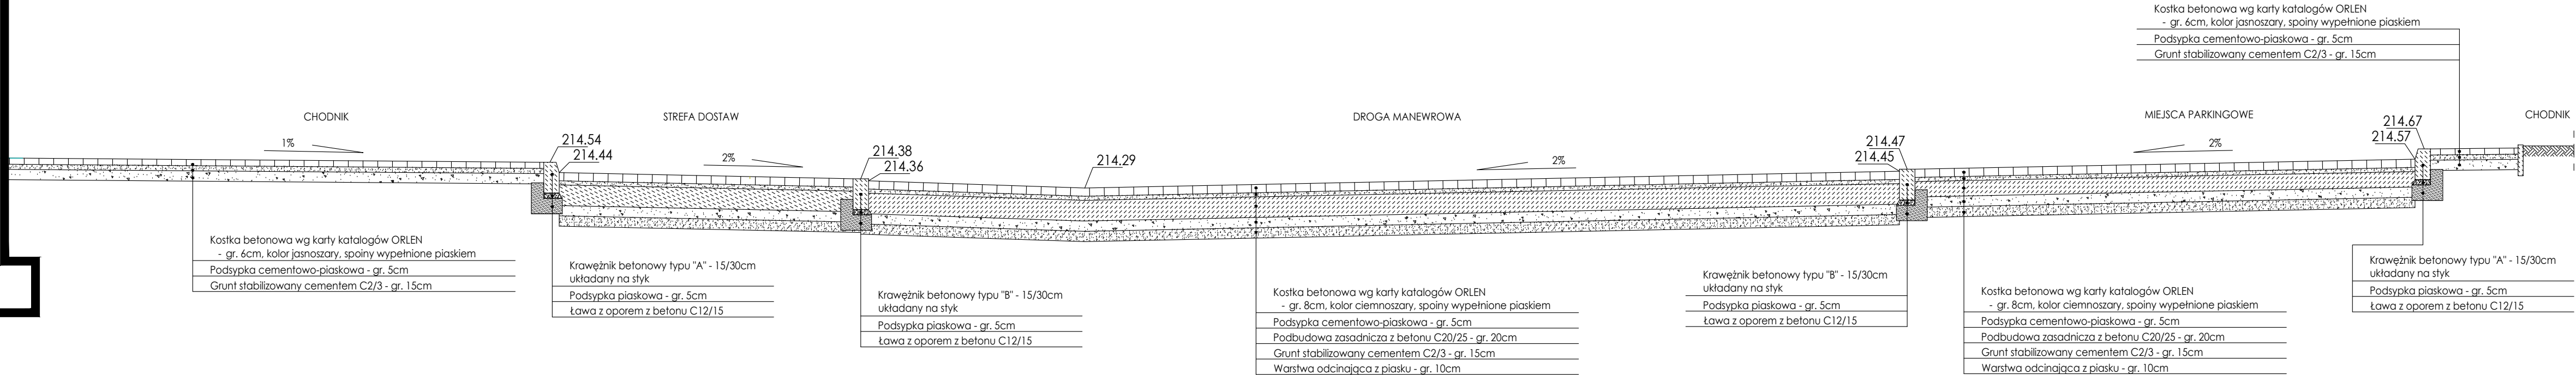 Kostka betonowa wg karty katalogów ORLEN
- gr. 6cm, kolor jasnoszary, spoiny wypełnione piaskiem
Podsypka cementowo-piaskowa - gr. 5cm
Grunt stabilizowany cementem C2/3 - gr. 15cm
CHODNIK
STREFA DOSTAW
DROGA MANEWROWA
MIEJSCA PARKINGOWE
CHODNIK
1%
214.54
214.44
2%
214.38
214.36
214.29
2%
214.47
214.45
2%
214.67
214.57
Kostka betonowa wg karty katalogów ORLEN
- gr. 6cm, kolor jasnoszary, spoiny wypełnione piaskiem
Podsypka cementowo-piaskowa - gr. 5cm
Grunt stabilizowany cementem C2/3 - gr. 15cm
Krawężnik betonowy typu "A" - 15/30cm
układany na styk
Podsypka piaskowa - gr. 5cm
Ława z oporem z betonu C12/15
Krawężnik betonowy typu "B" - 15/30cm
układany na styk
Podsypka piaskowa - gr. 5cm
Ława z oporem z betonu C12/15
Kostka betonowa wg karty katalogów ORLEN
- gr. 8cm, kolor ciemnoszary, spoiny wypełnione piaskiem
Podsypka cementowo-piaskowa - gr. 5cm
Podbudowa zasadnicza z betonu C20/25 - gr. 20cm
Grunt stabilizowany cementem C2/3 - gr. 15cm
Warstwa odcinająca z piasku - gr. 10cm
Krawężnik betonowy typu "B" - 15/30cm
układany na styk
Podsypka piaskowa - gr. 5cm
Ława z oporem z betonu C12/15
Kostka betonowa wg karty katalogów ORLEN
- gr. 8cm, kolor ciemnoszary, spoiny wypełnione piaskiem
Podsypka cementowo-piaskowa - gr. 5cm
Podbudowa zasadnicza z betonu C20/25 - gr. 20cm
Grunt stabilizowany cementem C2/3 - gr. 15cm
Warstwa odcinająca z piasku - gr. 10cm
Krawężnik betonowy typu "A" - 15/30cm
układany na styk
Podsypka piaskowa - gr. 5cm
Ława z oporem z betonu C12/15